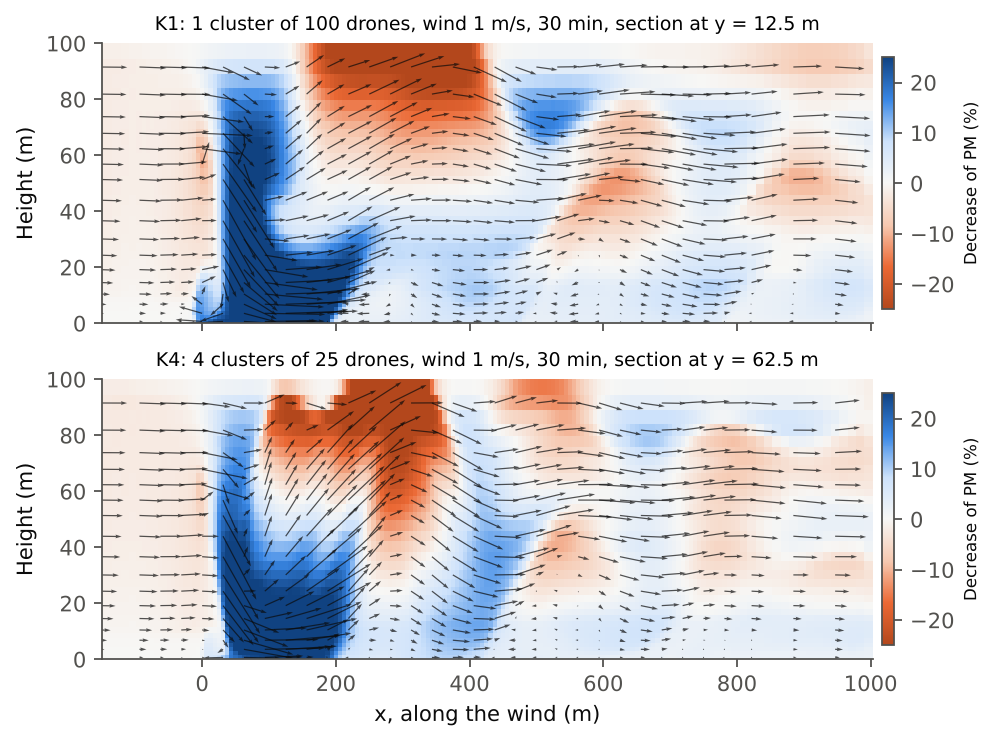 K1: 1 cluster of 100 drones, wind 1 m/s, 30 min, section at y = 12.5 m
100
80
60
40
20
0
Height (m)
20
10
0
−10
−20
Decrease of PM (%)
K4: 4 clusters of 25 drones, wind 1 m/s, 30 min, section at y = 62.5 m
100
80
60
40
20
0
Height (m)
20
10
0
−10
−20
Decrease of PM (%)
0 200 400 600 800 1000
x, along the wind (m)